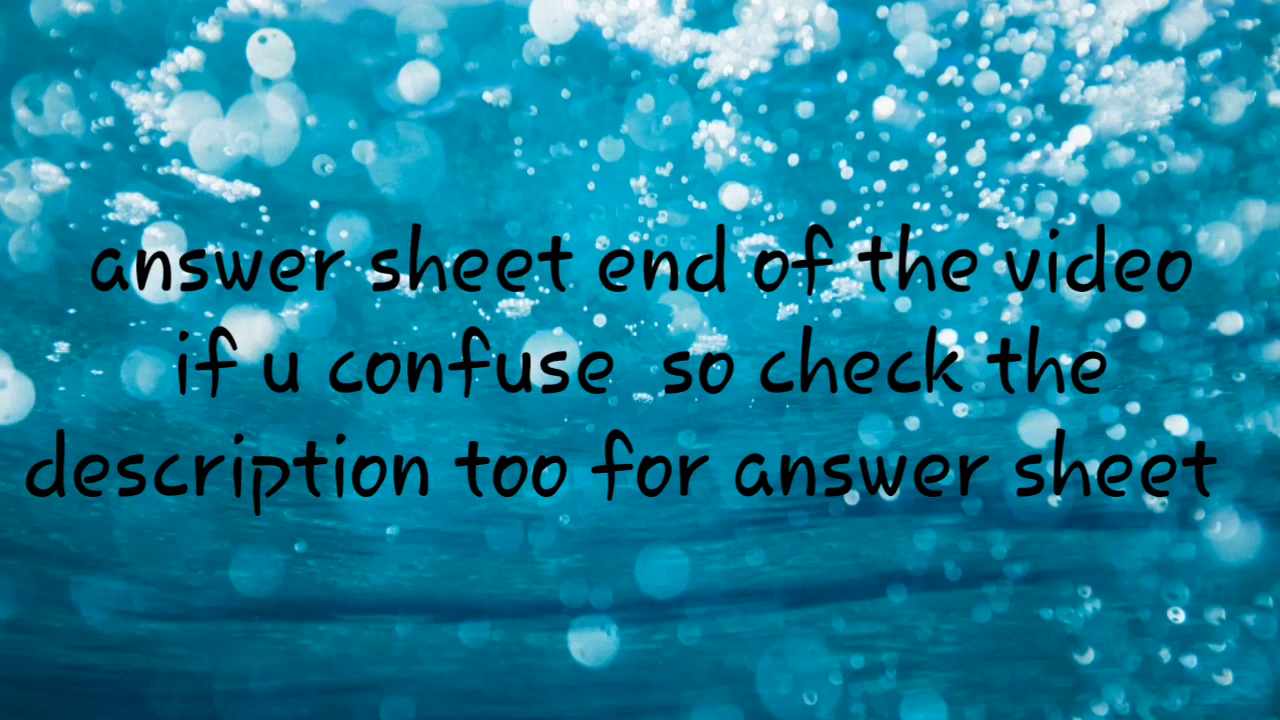 answer sheet end of the video
if u confuse so check the
description too for answer sheet